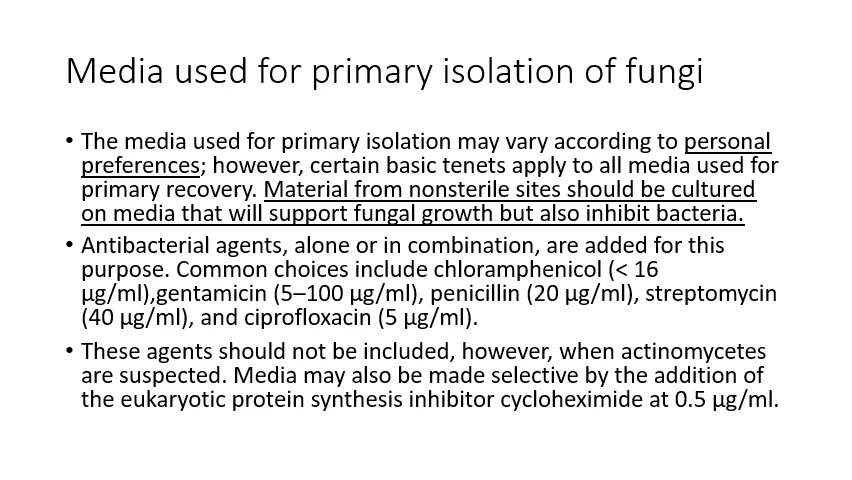 Media used for primary isolation of fungi
• The media used for primary isolation may vary according to personal
preferences; however, certain basic tenets apply to all media used for
primary recovery. Material from nonsterile sites should be cultured
on media that will support fungal growth but also inhibit bacteria.
• Antibacterial agents, alone or in combination, are added for this
purpose. Common choices include chloramphenicol (< 16
µg/ml),gentamicin (5–100 µg/ml), penicillin (20 µg/ml), streptomycin
(40 µg/ml), and ciprofloxacin (5 µg/ml).
• These agents should not be included, however, when actinomycetes
are suspected. Media may also be made selective by the addition of
the eukaryotic protein synthesis inhibitor cycloheximide at 0.5 µg/ml.